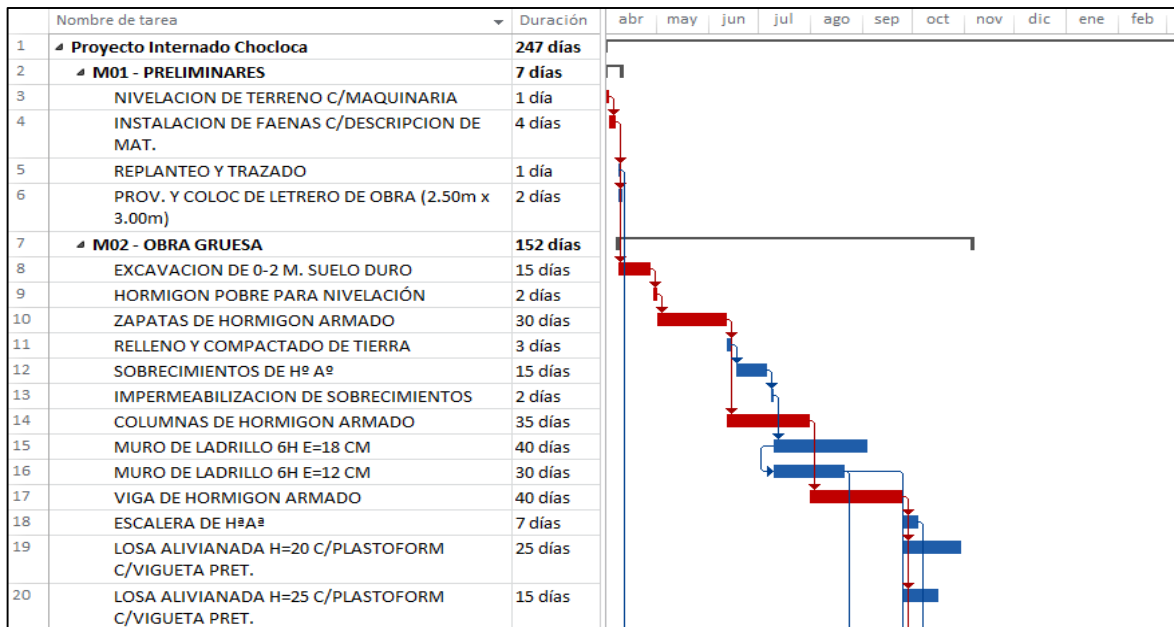 Nombre de tarea Duración abr may jun jul ago sep oct nov dic ene feb
1 Proyecto Internado Chocloca 247 días
2 M01 - PRELIMINARES 7 días
3 NIVELACION DE TERRENO C/MAQUINARIA 1 día
4 INSTALACION DE FAENAS C/DESCRIPCION DE 4 días
MAT.
5 REPLANTEO Y TRAZADO 1 día
6 PROV. Y COLOC DE LETRERO DE OBRA (2.50m x 2 días
3.00m)
7 M02 - OBRA GRUESA 152 días
8 EXCAVACION DE 0-2 M. SUELO DURO 15 días
9 HORMIGON POBRE PARA NIVELACIÓN 2 días
10 ZAPATAS DE HORMIGON ARMADO 30 días
11 RELLENO Y COMPACTADO DE TIERRA 3 días
12 SOBRECIMIENTOS DE Hº Aº 15 días
13 IMPERMEABILIZACION DE SOBRECIMIENTOS 2 días
14 COLUMNAS DE HORMIGON ARMADO 35 días
15 MURO DE LADRILLO 6H E=18 CM 40 días
16 MURO DE LADRILLO 6H E=12 CM 30 días
17 VIGA DE HORMIGON ARMADO 40 días
18 ESCALERA DE HªAª 7 días
19 LOSA ALIVIANADA H=20 C/PLASTOFORM 25 días
C/VIGUETA PRET.
20 LOSA ALIVIANADA H=25 C/PLASTOFORM 15 días
C/VIGUETA PRET.